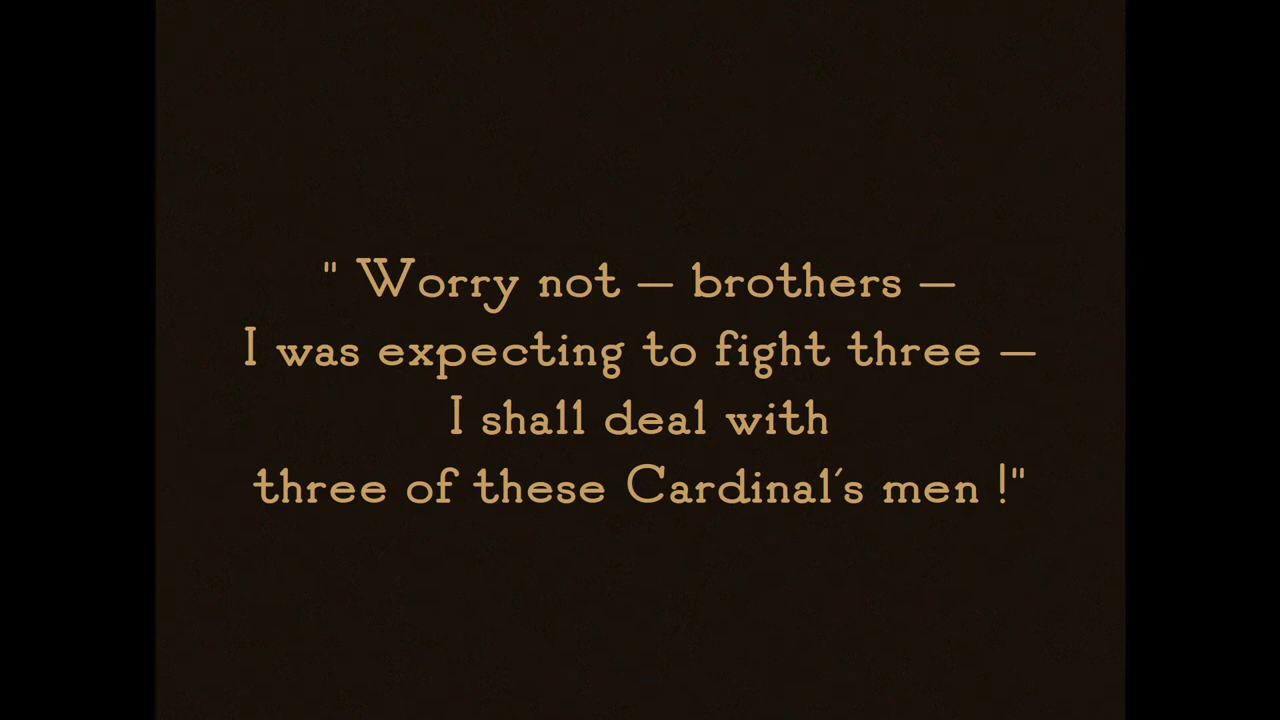 " Worry not — brothers —
I was expecting to fight three —
I shall deal with
three of these Cardinal's men !"